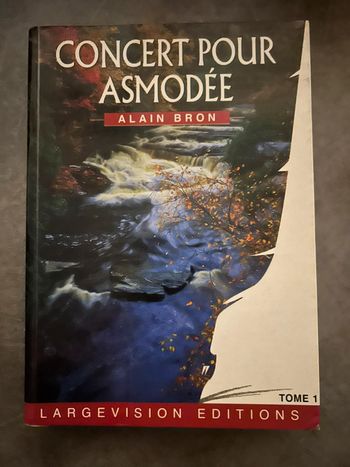 CONCERT POUR
ASMODÉE
ALAIN BRON
TOME 1
LARGEVISION EDITIONS